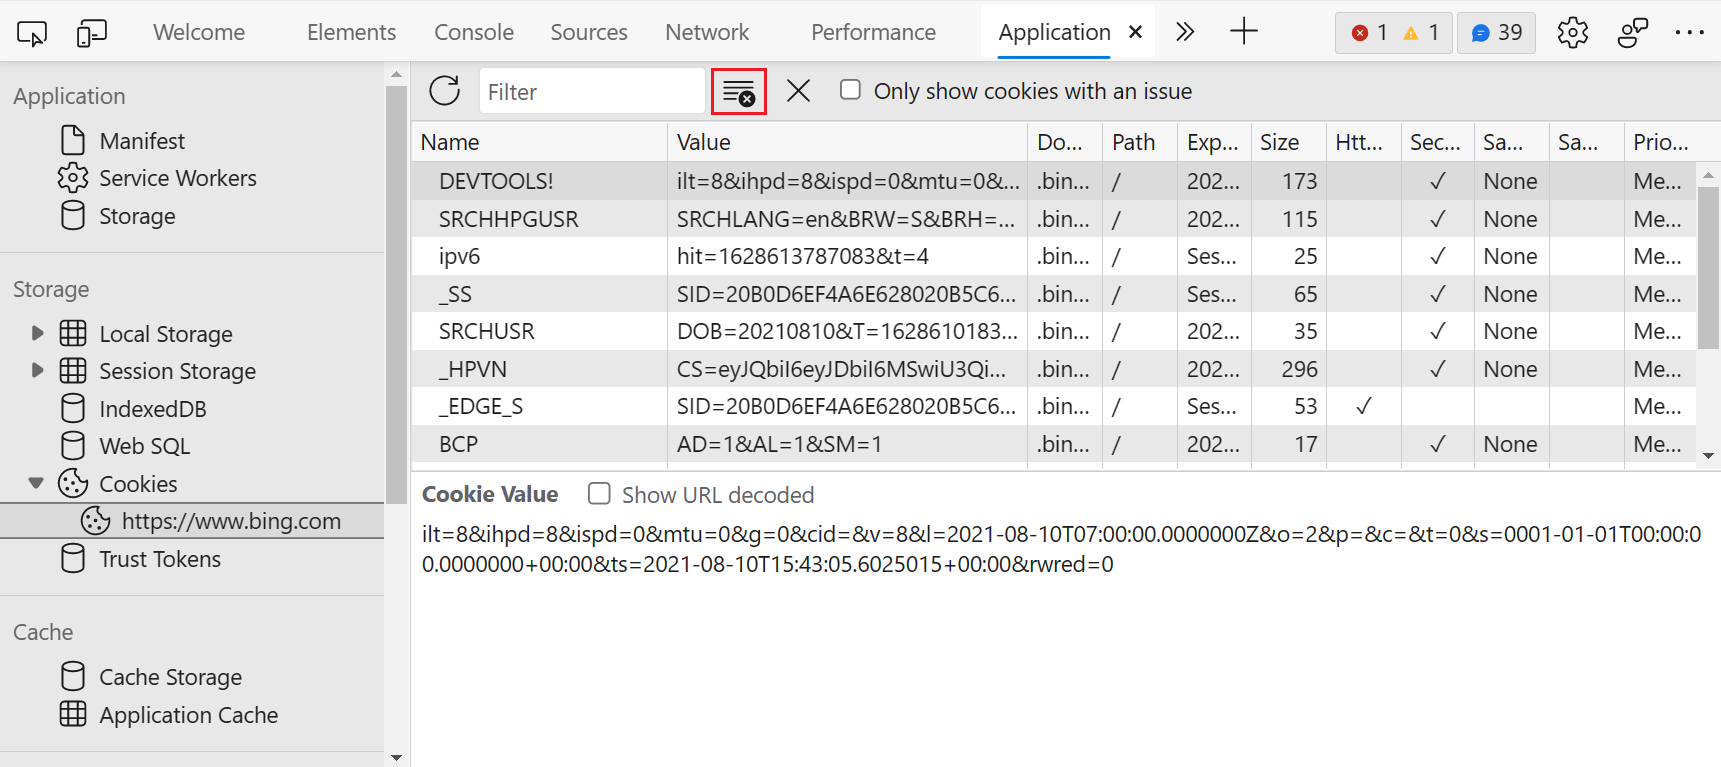 Welcome Elements Console Sources Network Performance Application 1 1 39
Application
Manifest
Service Workers
Storage
Storage
Local Storage
Session Storage
IndexedDB
Web SQL
Cookies
https://www.bing.com
Trust Tokens
Cache
Cache Storage
Application Cache
Filter Only show cookies with an issue
Name Value Do... Path Exp... Size Htt... Sec... Sa... Sa... Prio...
DEVTOOLS! ilt=8&ihpd=8&ispd=0&mtu=0&... .bin... / 202... 173 ✓ None Me...
SRCHHPGUSR SRCHLANG=en&BRW=S&BRH=... .bin... / 202... 115 ✓ None Me...
ipv6 hit=1628613787083&t=4 .bin... / Ses... 25 ✓ None Me...
_SS SID=20B0D6EF4A6E628020B5C6... .bin... / Ses... 65 ✓ None Me...
SRCHUSR DOB=20210810&T=1628610183... .bin... / 202... 35 ✓ None Me...
_HPVN CS=eyJQbiI6eyJDbiI6MSwiU3Qi... .bin... / 202... 296 ✓ None Me...
_EDGE_S SID=20B0D6EF4A6E628020B5C6... .bin... / Ses... 53 ✓ Me...
BCP AD=1&AL=1&SM=1 .bin... / 202... 17 ✓ None Me...
Cookie Value Show URL decoded
ilt=8&ihpd=8&ispd=0&mtu=0&g=0&cid=&v=8&l=2021-08-10T07:00:00.0000000Z&o=2&p=&c=&t=0&s=0001-01-01T00:00:0
0.0000000+00:00&ts=2021-08-10T15:43:05.6025015+00:00&rwred=0